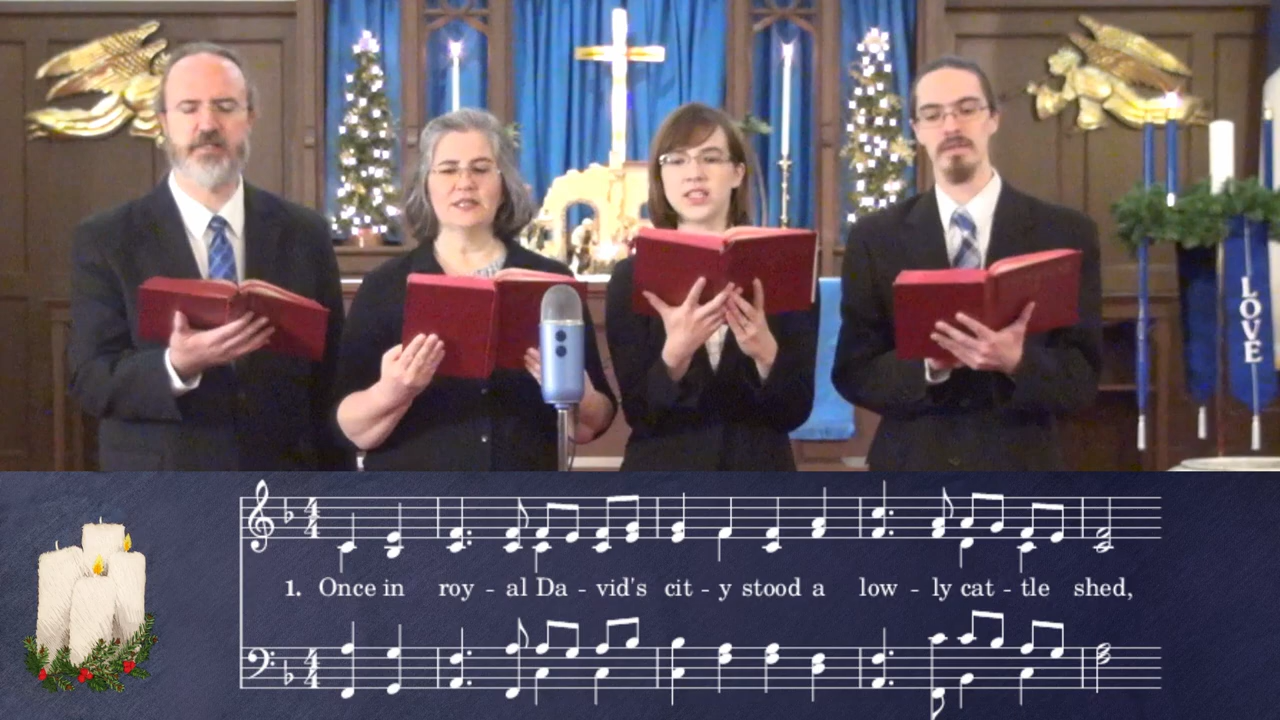 LOVE
1. Once in roy - al Da - vid's cit - y stood a low - ly cat - tle shed,